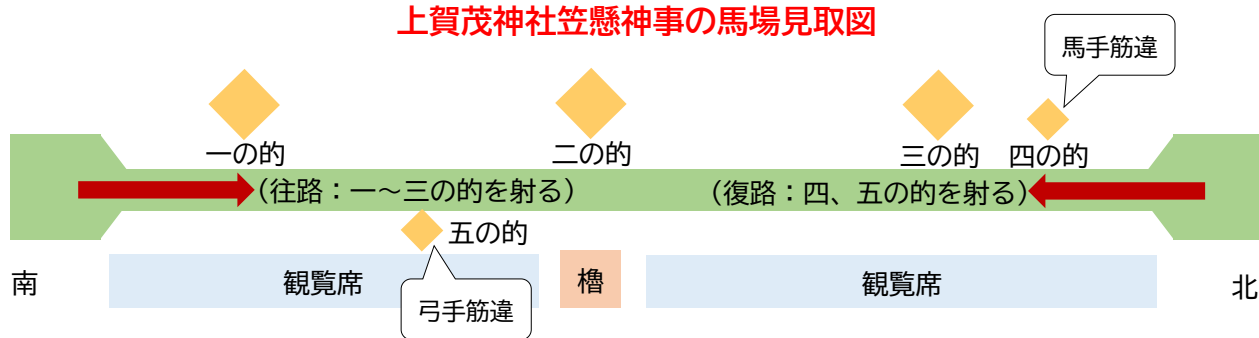 上賀茂神社笠懸神事の馬場見取図
馬手筋違
一の的
二の的
三の的
四の的
（往路：一～三の的を射る）
（復路：四、五の的を射る）
五の的
南
観覧席
櫓
観覧席
北
弓手筋違